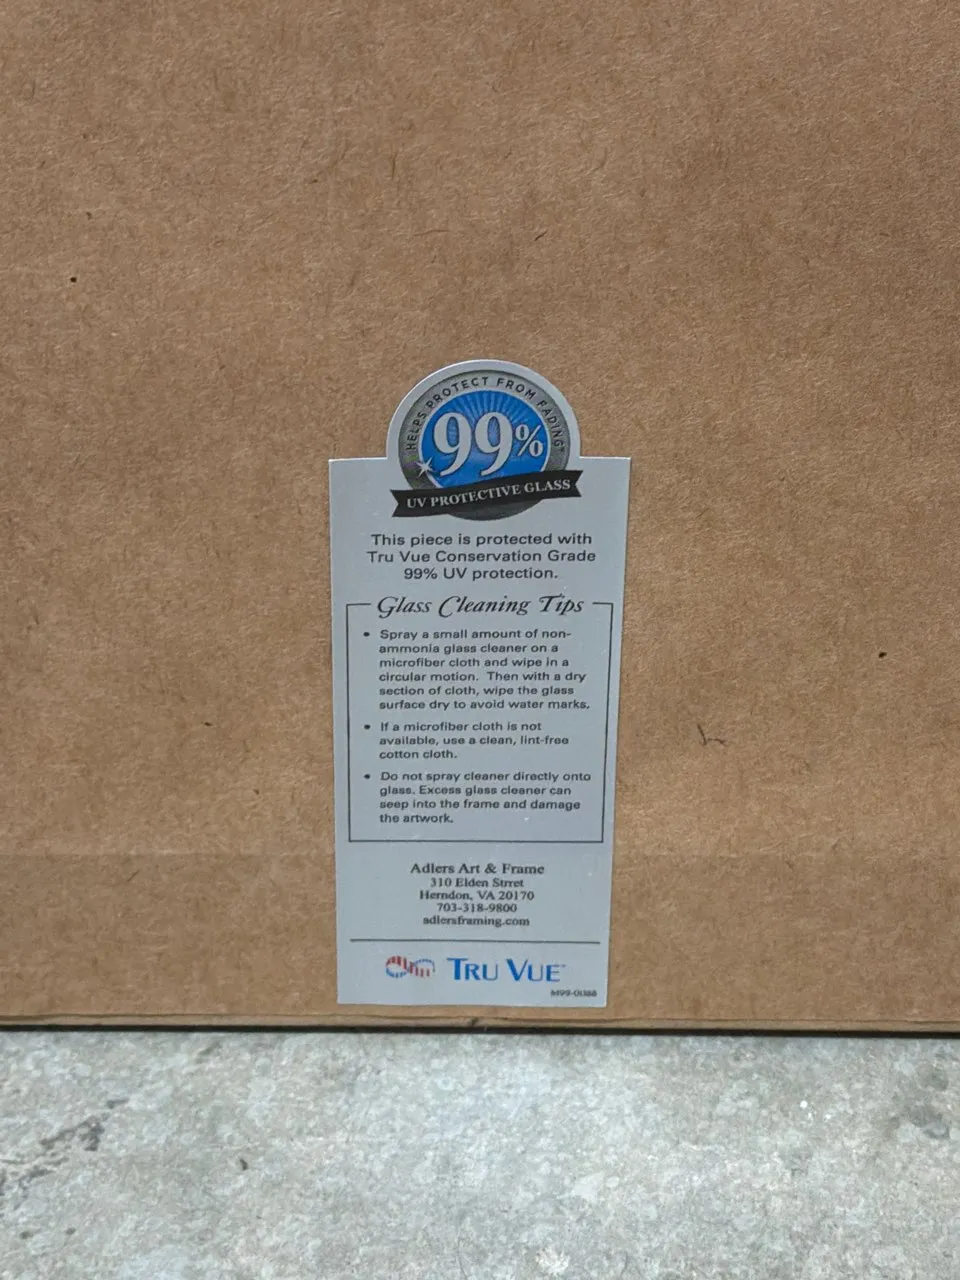 HELPS PROTECT FROM FADING
99%
UV PROTECTIVE GLASS
This piece is protected with
Tru Vue Conservation Grade
99% UV protection.
Glass Cleaning Tips
• Spray a small amount of non-
ammonia glass cleaner on a
microfiber cloth and wipe in a
circular motion. Then with a dry
section of cloth, wipe the glass
surface dry to avoid water marks.
• If a microfiber cloth is not
available, use a clean, lint-free
cotton cloth.
• Do not spray cleaner directly onto
glass. Excess glass cleaner can
seep into the frame and damage
the artwork.
Adlers Art & Frame
310 Elden Strret
Herndon, VA 20170
703-318-9800
adlersframing.com
TRU VUE™
M99-0088